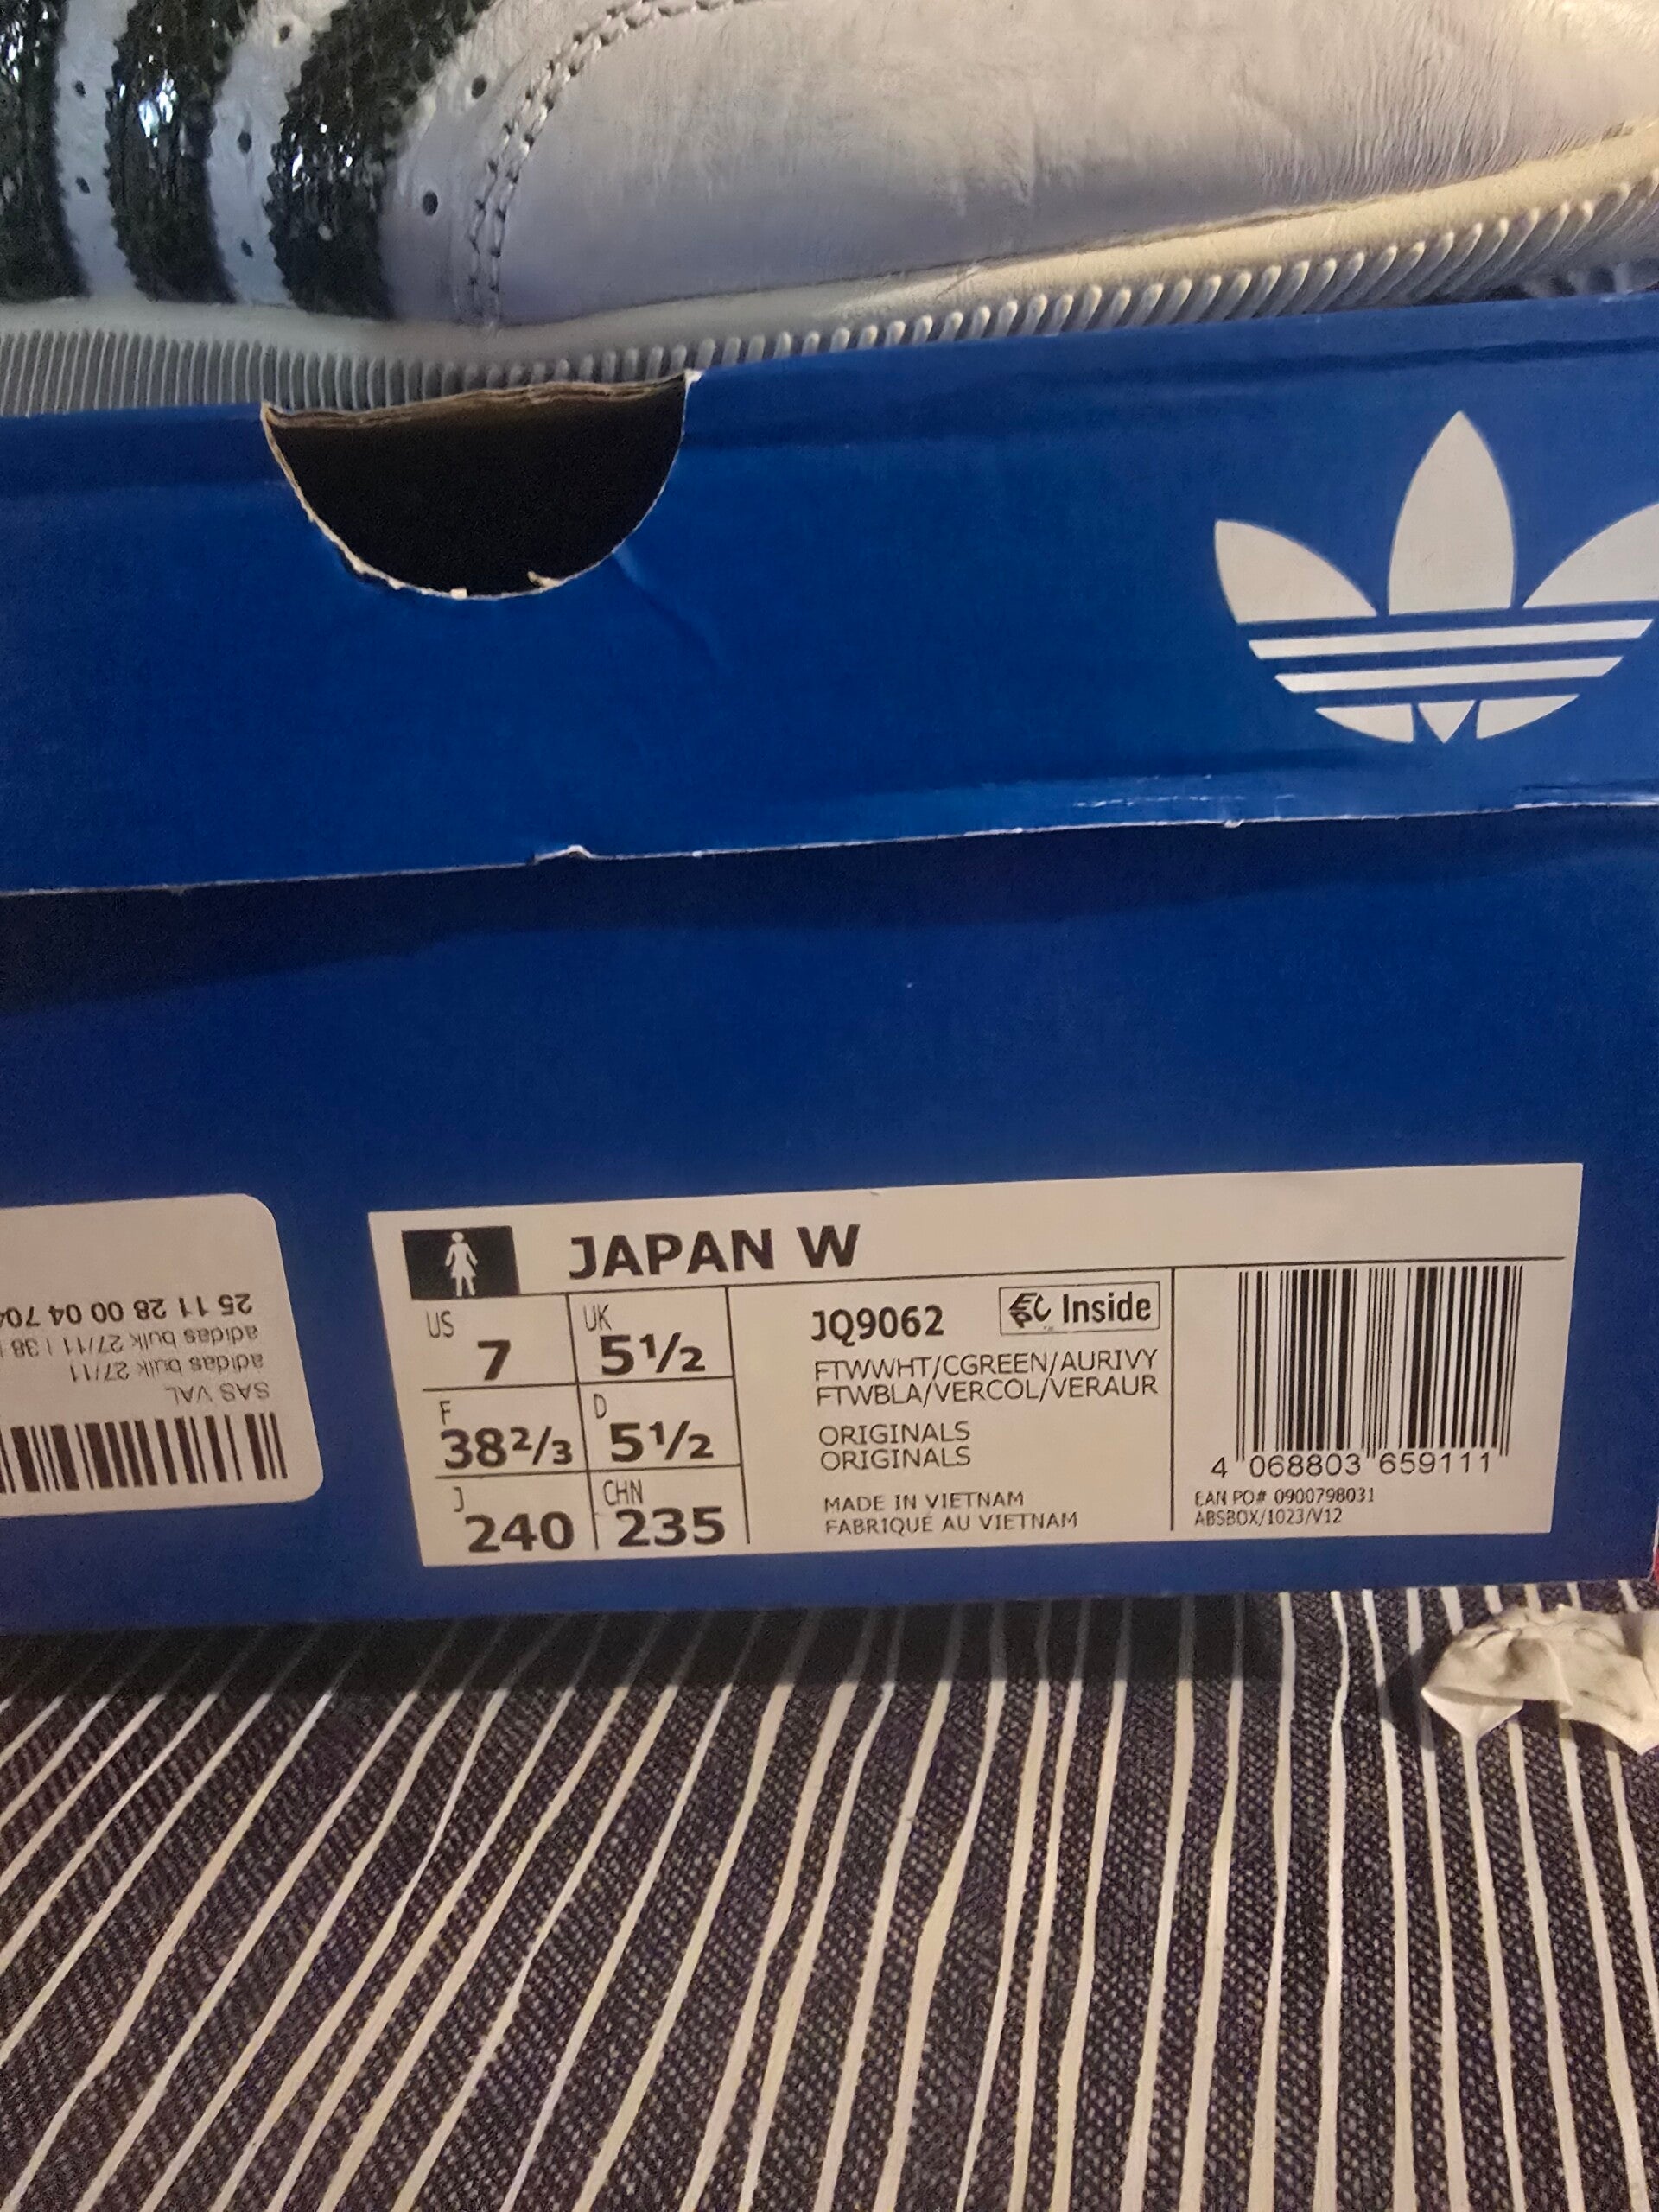 JAPAN W
US
7
UK
5½
F
38⅔
D
5½
J
240
CHN
235
JQ9062
Inside
FTWWHT/CGREEN/AURIVY
FTWBLA/VERCOL/VERAUR
ORIGINALS
ORIGINALS
MADE IN VIETNAM
FABRIQUÉ AU VIETNAM
4 068803 659111
EAN PO# 0900798031
ABSBOX/1023/V12
SAS VAL
adidas bulk 27/11
adidas bulk 27/11 | 38
25 11 28 00 04 704